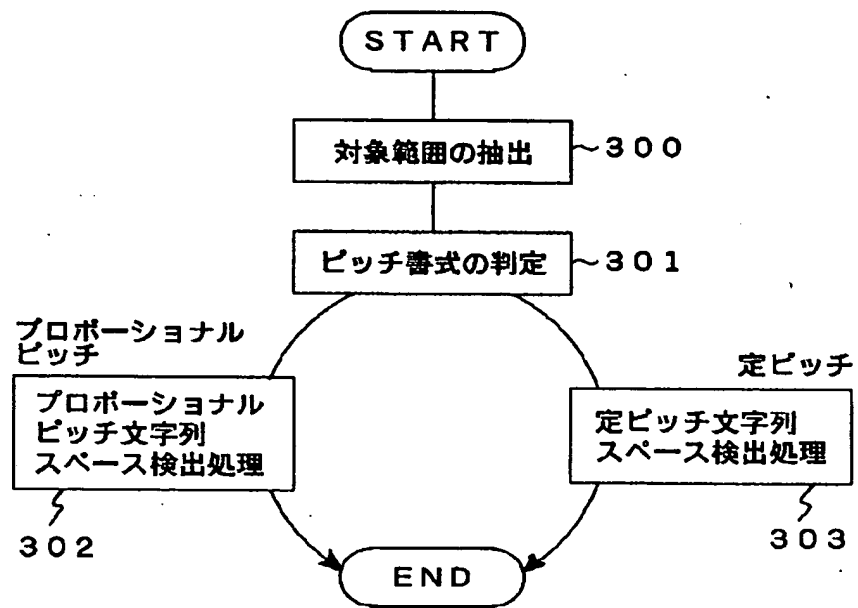 START
対象範囲の抽出
300
ピッチ書式の判定
301
プロポーショナル
ピッチ
プロポーショナル
ピッチ文字列
スペース検出処理
302
定ピッチ
定ピッチ文字列
スペース検出処理
303
END